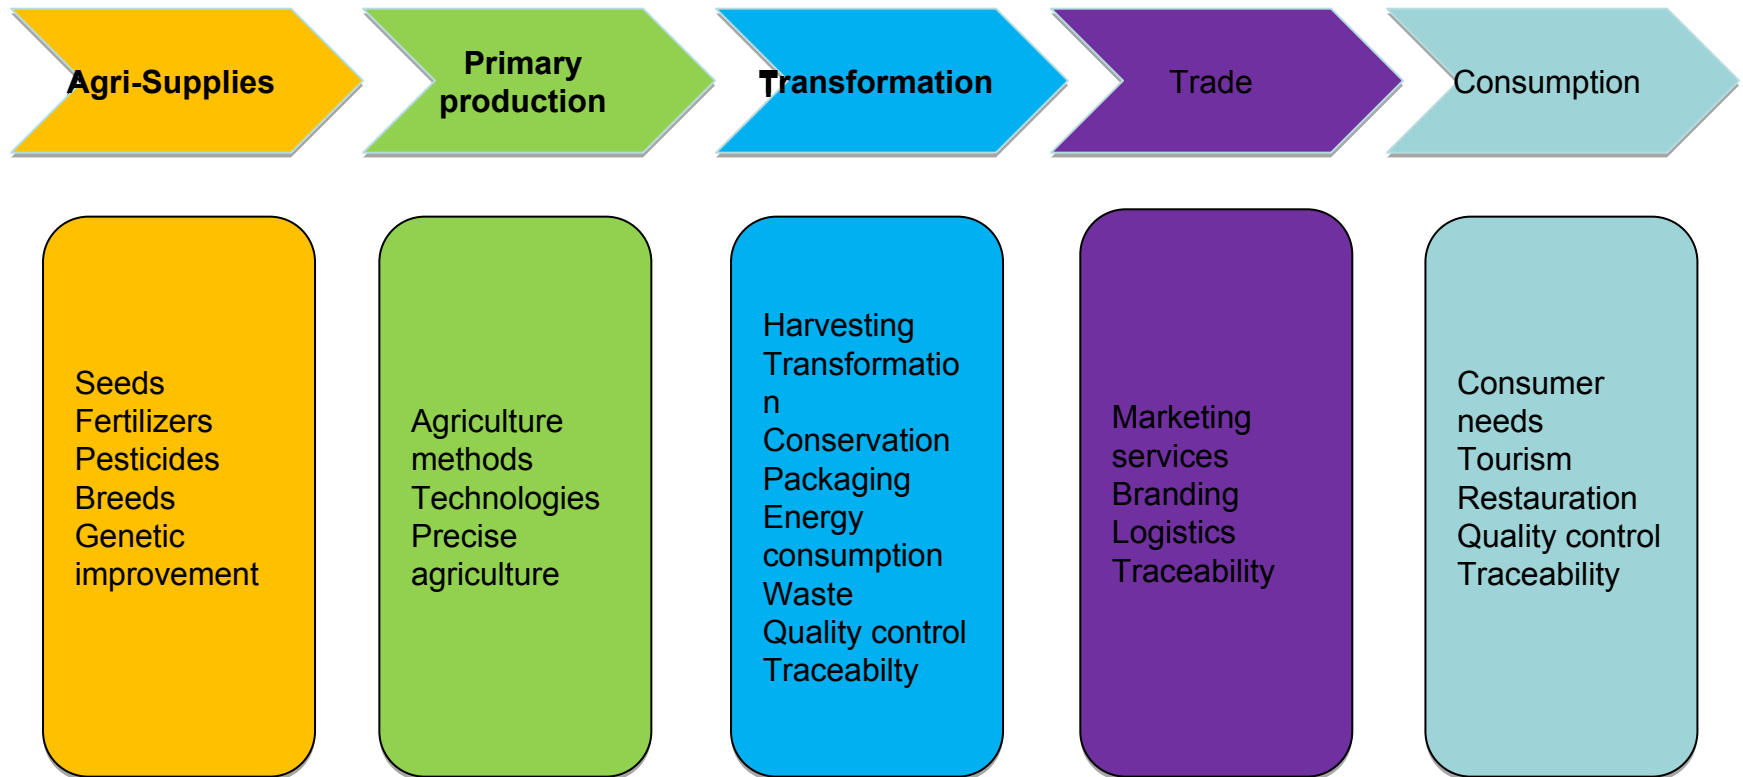 Agri-Supplies
Primary
production
Transformation
Trade
Consumption
Seeds
Fertilizers
Pesticides
Breeds
Genetic
improvement
Agriculture
methods
Technologies
Precise
agriculture
Harvesting
Transformatio
n
Conservation
Packaging
Energy
consumption
Waste
Quality control
Traceabilty
Marketing
services
Branding
Logistics
Traceability
Consumer
needs
Tourism
Restauration
Quality control
Traceability